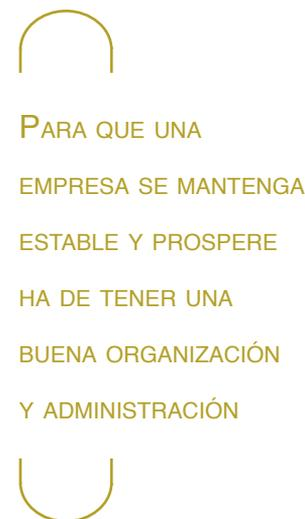 PARA QUE UNA
EMPRESA SE MANTENGA
ESTABLE Y PROSPERE
HA DE TENER UNA
BUENA ORGANIZACIÓN
Y ADMINISTRACIÓN